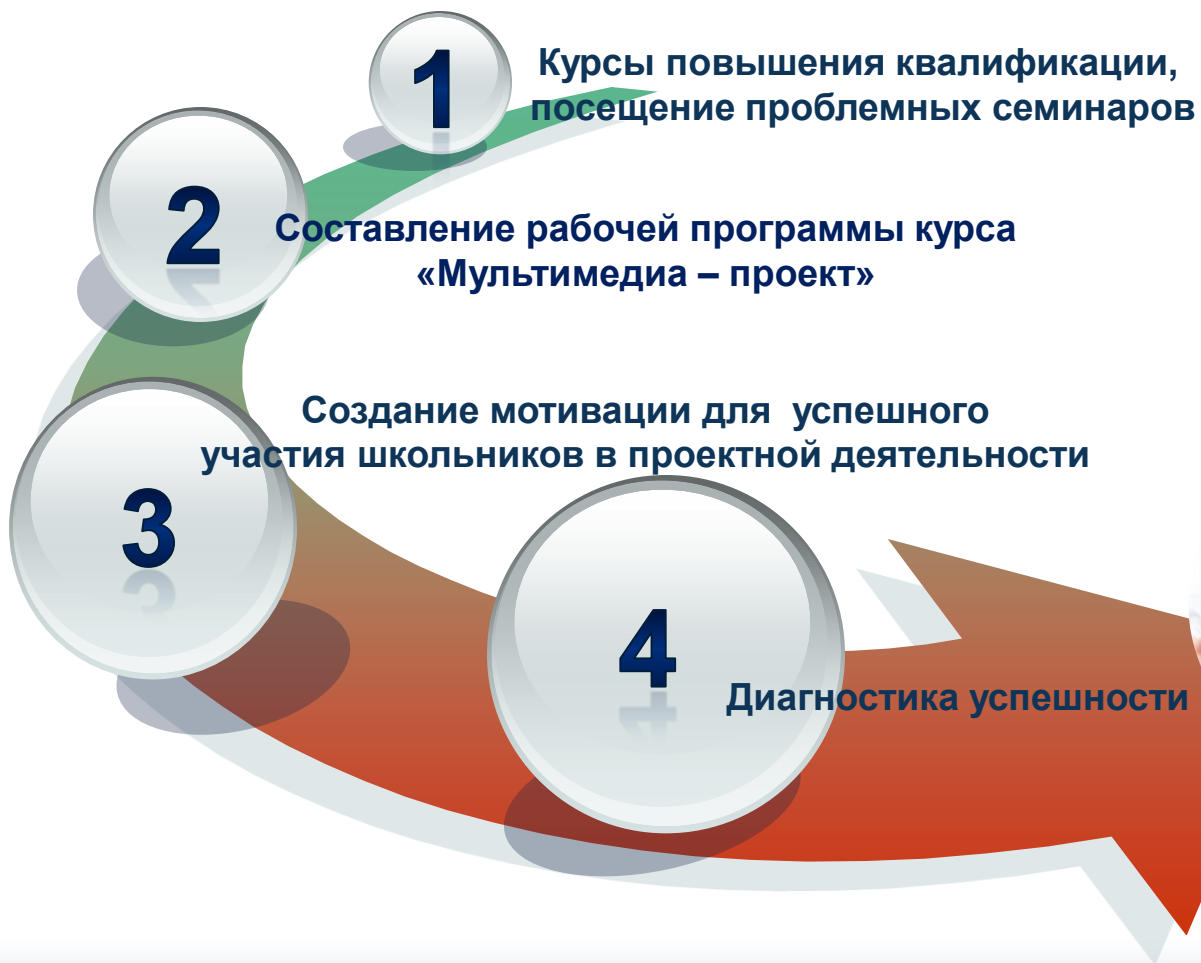 1
Курсы повышения квалификации,
посещение проблемных семинаров
2
Составление рабочей программы курса
«Мультимедиа – проект»
3
Создание мотивации для успешного
участия школьников в проектной деятельности
4
Диагностика успешности